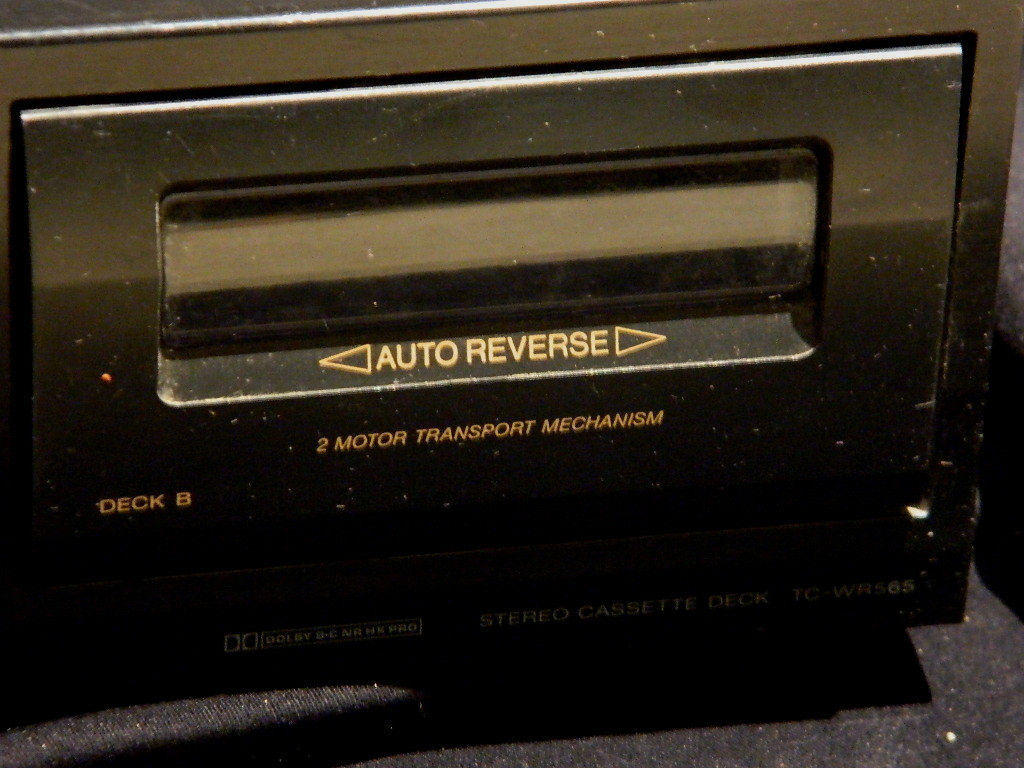 AUTO REVERSE
2 MOTOR TRANSPORT MECHANISM
DECK B
DOLBY B-C NR HX PRO
STEREO CASSETTE DECK TC-WR565